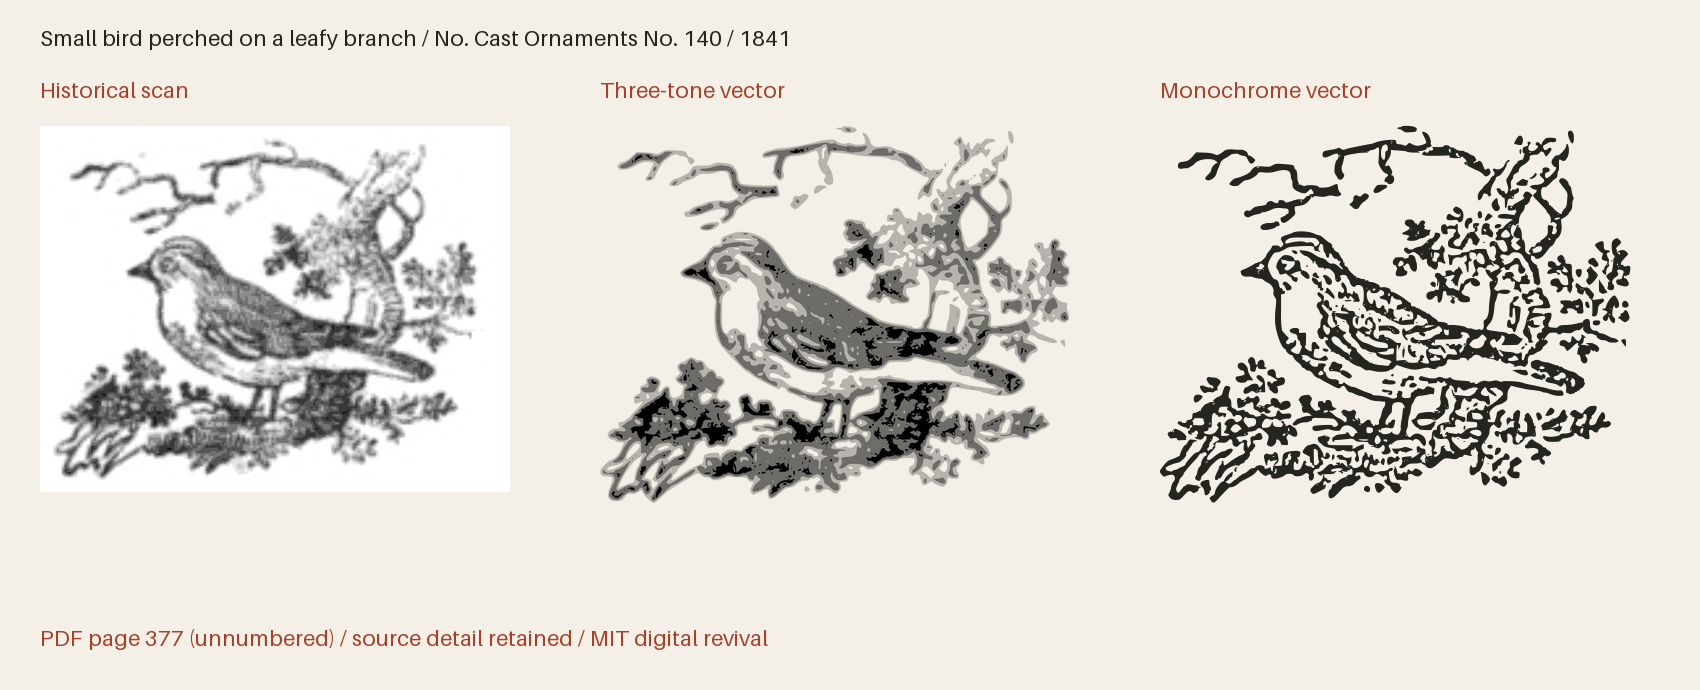 Small bird perched on a leafy branch / No. Cast Ornaments No. 140 / 1841
Historical scan
Three-tone vector
Monochrome vector
PDF page 377 (unnumbered) / source detail retained / MIT digital revival